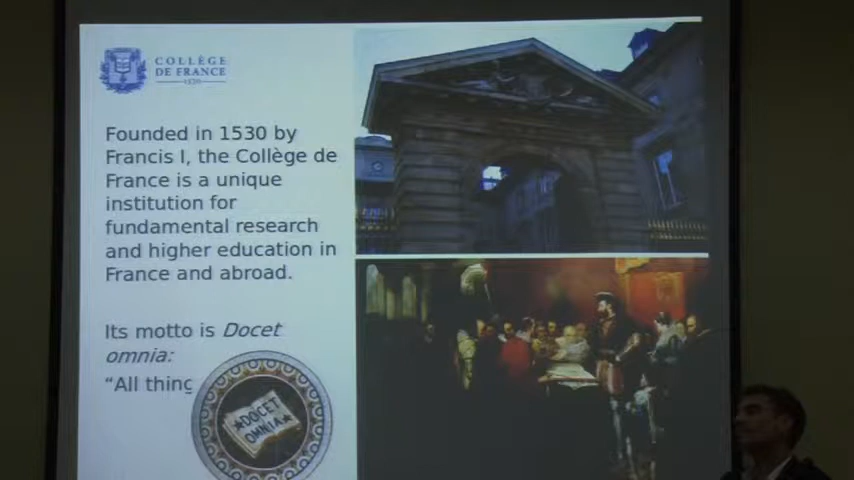 COLLÈGE
DE FRANCE
1530
Founded in 1530 by
Francis I, the Collège de
France is a unique
institution for
fundamental research
and higher education in
France and abroad.
Its motto is Docet
omnia:
“All thing
DOCET
OMNIA